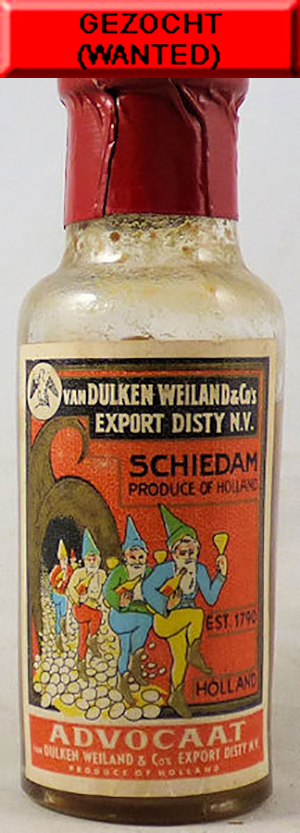 GEZOCHT
(WANTED)
VAN DULKEN WEILAND & Co's
EXPORT DISTY N.V.
SCHIEDAM
PRODUCE OF HOLLAND
EST. 1790
HOLLAND
ADVOCAAT
VAN DULKEN WEILAND & Co's EXPORT DISTY N.V.
PRODUCE OF HOLLAND